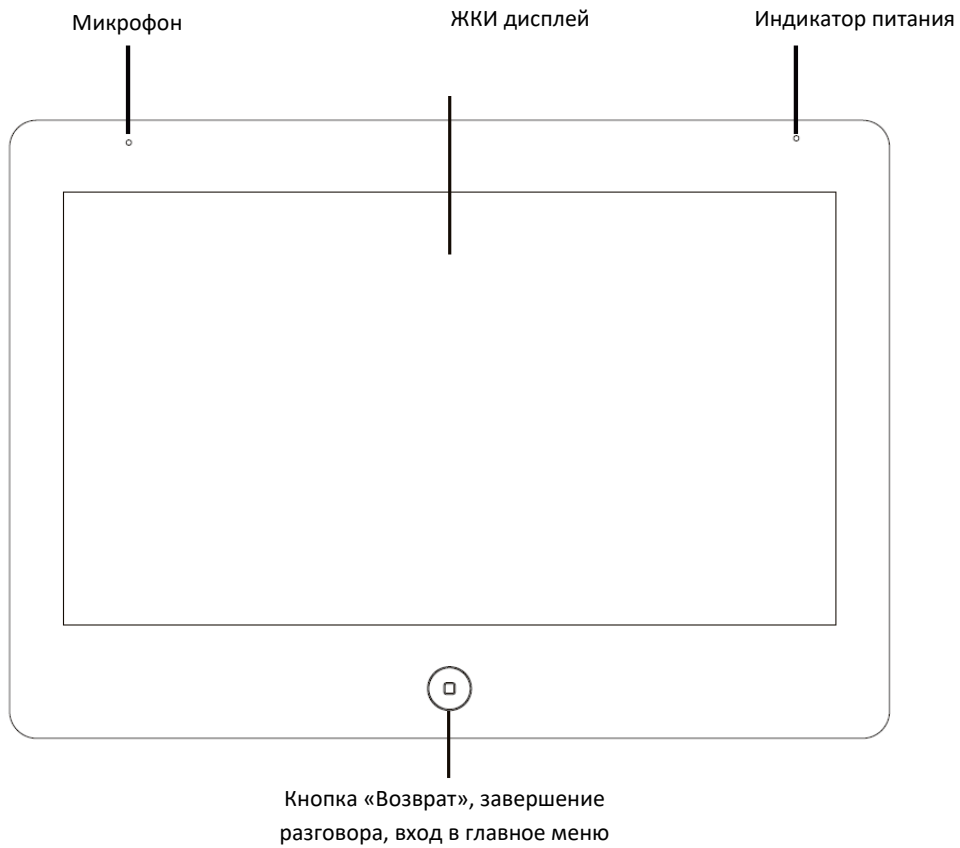 Микрофон
ЖКИ дисплей
Индикатор питания
Кнопка «Возврат», завершение
разговора, вход в главное меню